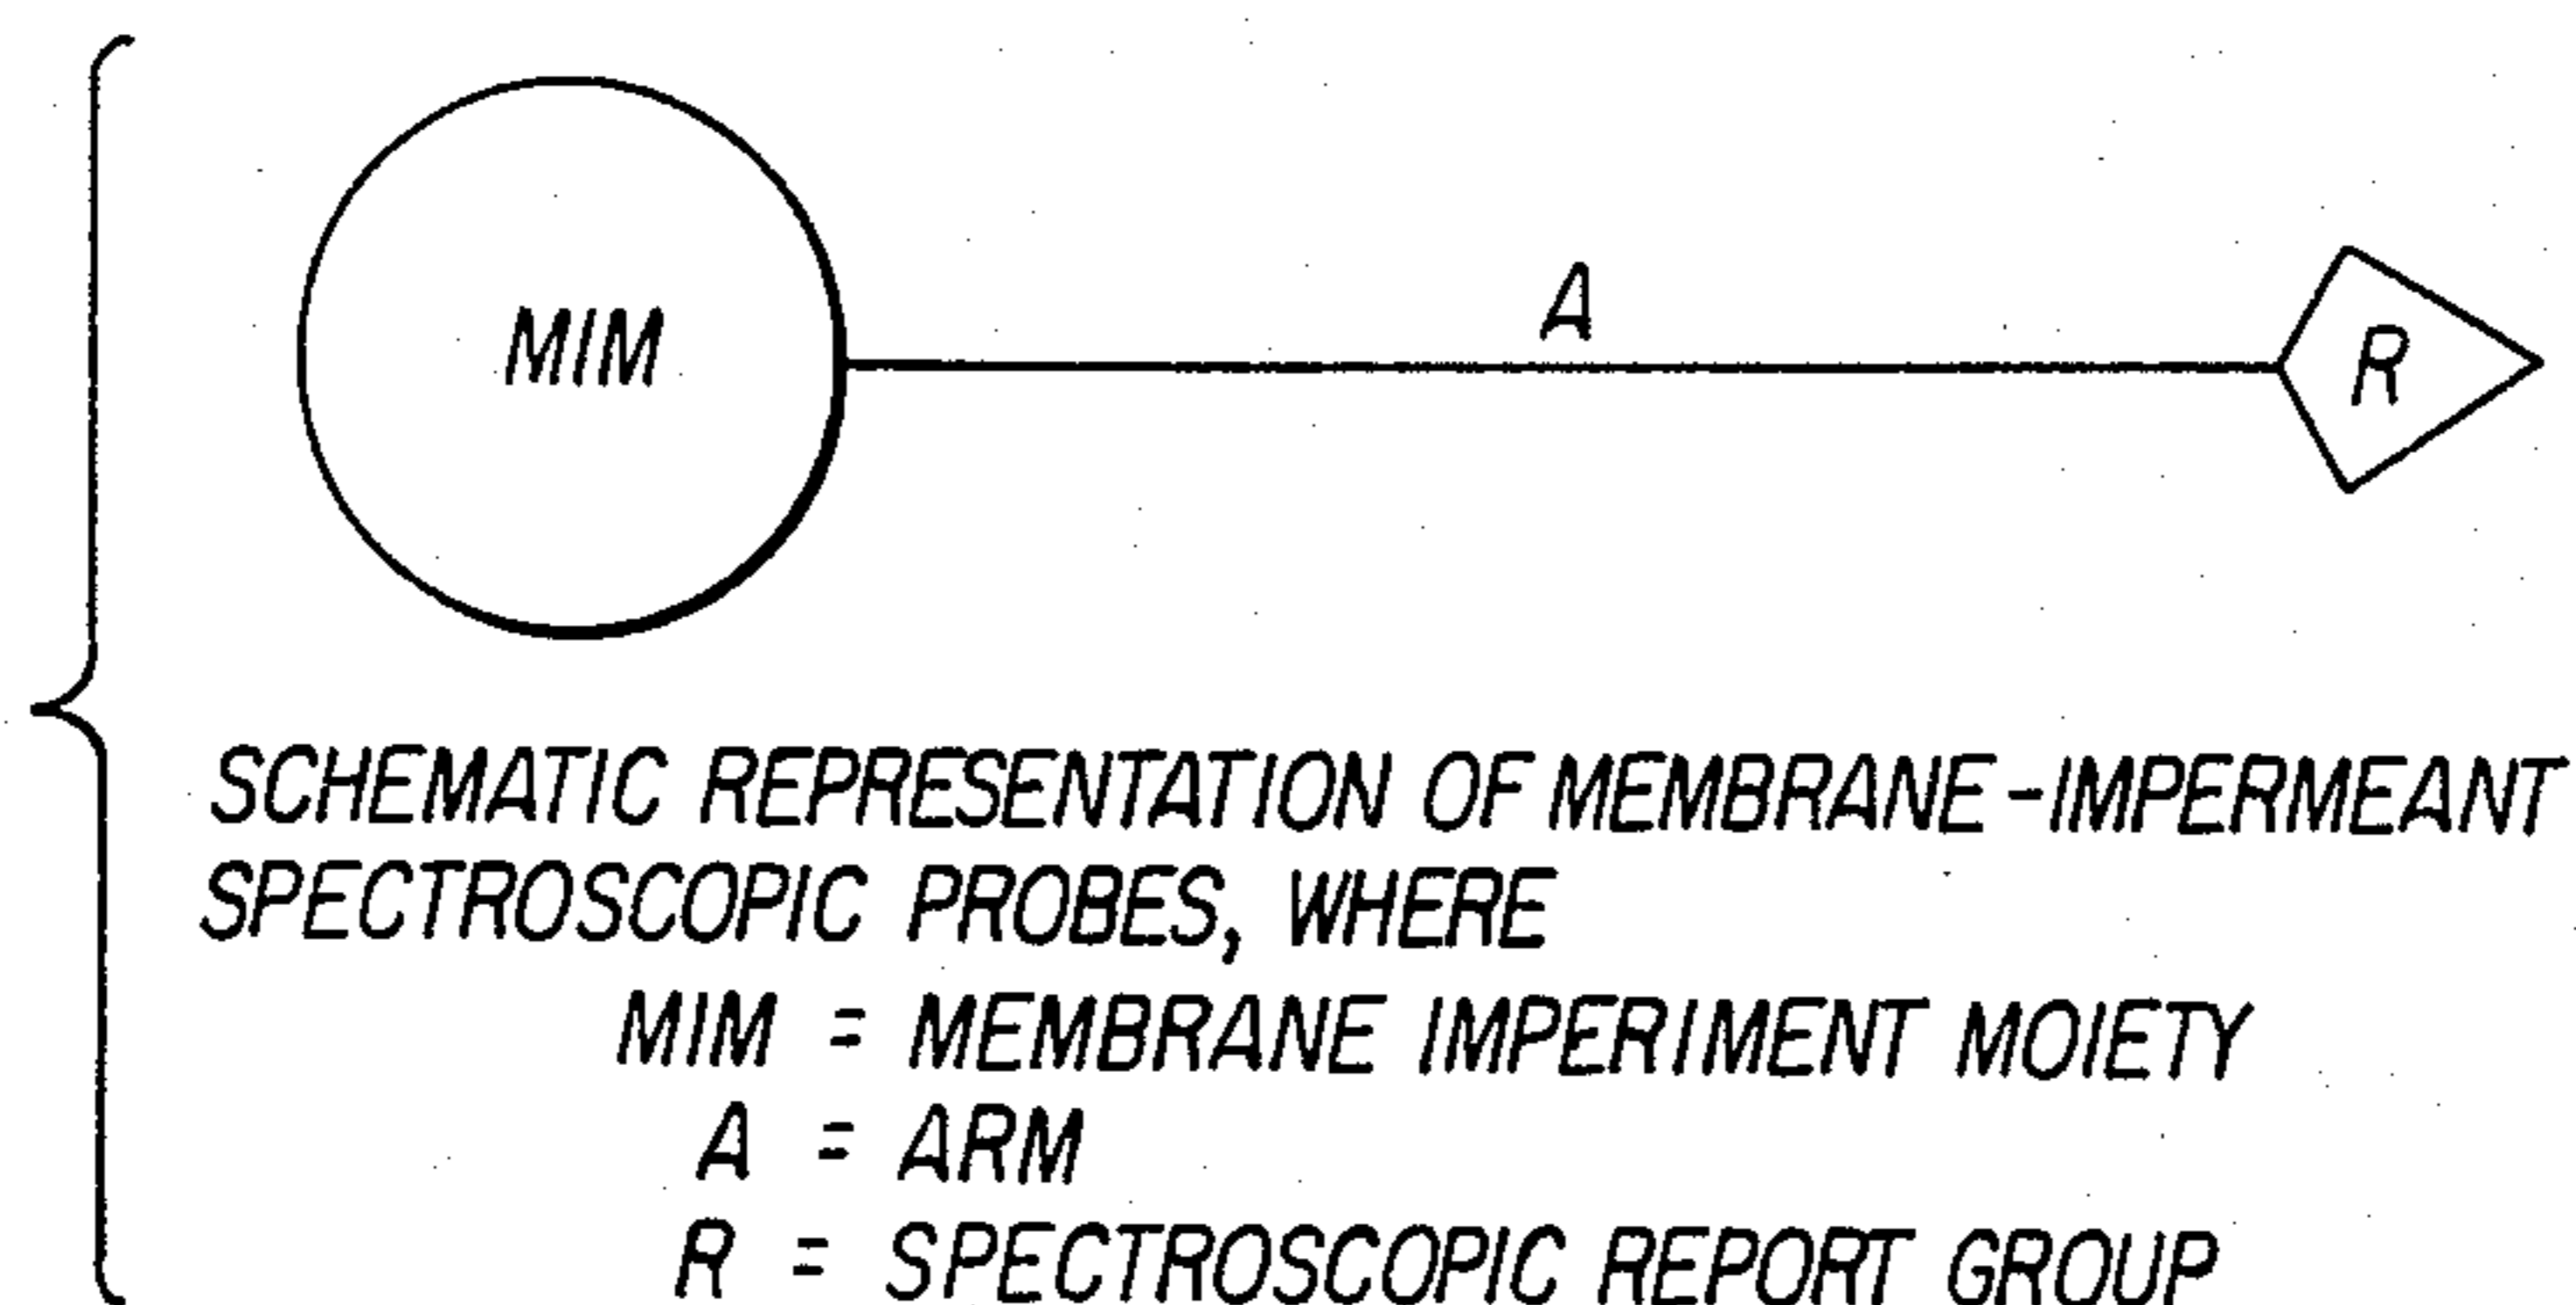 MIM
A
R
SCHEMATIC REPRESENTATION OF MEMBRANE-IMPERMEANT
SPECTROSCOPIC PROBES, WHERE
MIM = MEMBRANE IMPERIMENT MOIETY
A = ARM
R = SPECTROSCOPIC REPORT GROUP